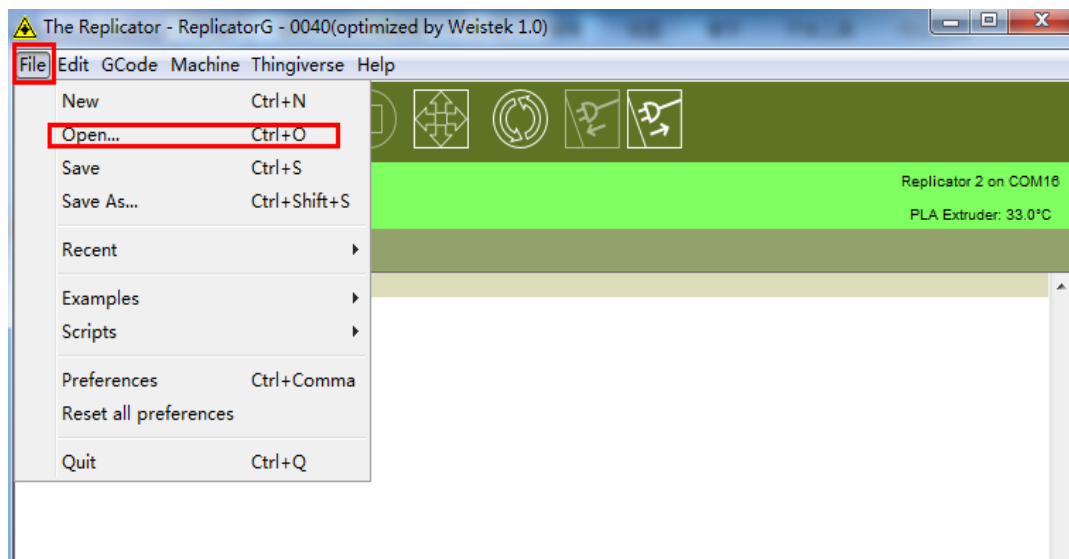 The Replicator - ReplicatorG - 0040(optimized by Weistek 1.0)
File Edit GCode Machine Thingiverse Help
New Ctrl+N
Open... Ctrl+O
Save Ctrl+S
Save As... Ctrl+Shift+S
Recent
Examples
Scripts
Preferences Ctrl+Comma
Reset all preferences
Quit Ctrl+Q
Replicator 2 on COM16
PLA Extruder: 33.0°C